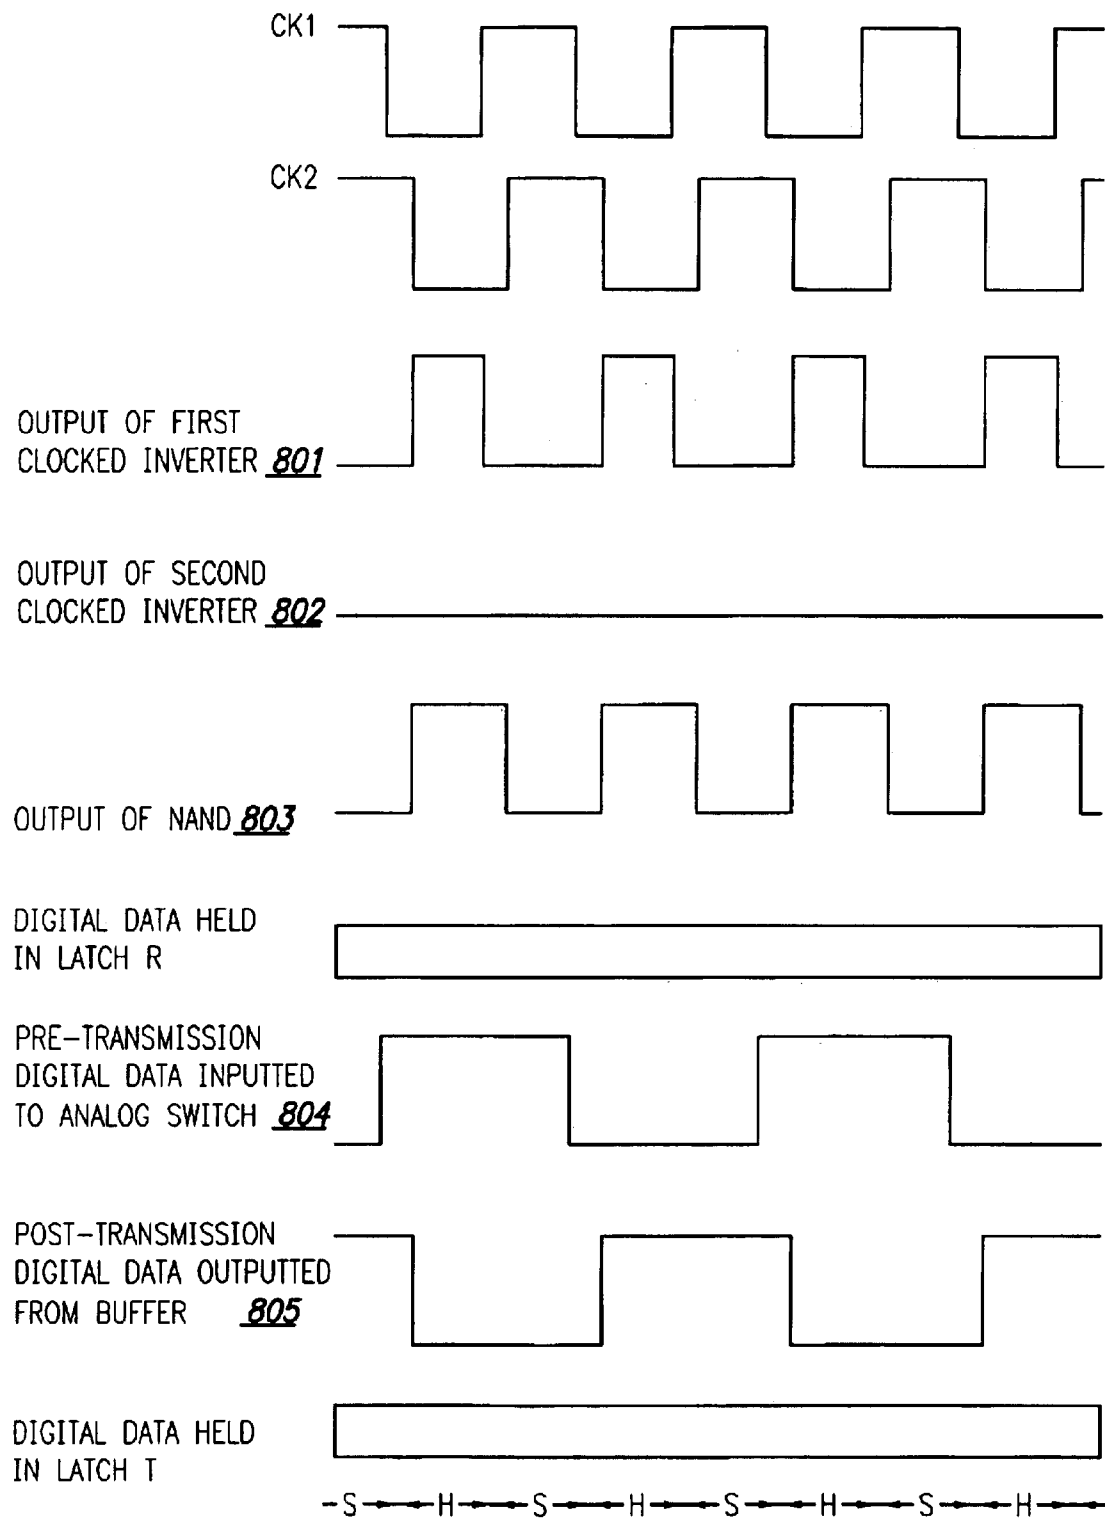 CK1
CK2
OUTPUT OF FIRST
CLOCKED INVERTER 801
OUTPUT OF SECOND
CLOCKED INVERTER 802
OUTPUT OF NAND 803
DIGITAL DATA HELD
IN LATCH R
PRE-TRANSMISSION
DIGITAL DATA INPUTTED
TO ANALOG SWITCH 804
POST-TRANSMISSION
DIGITAL DATA OUTPUTTED
FROM BUFFER 805
DIGITAL DATA HELD
IN LATCH T
S H S H S H S H